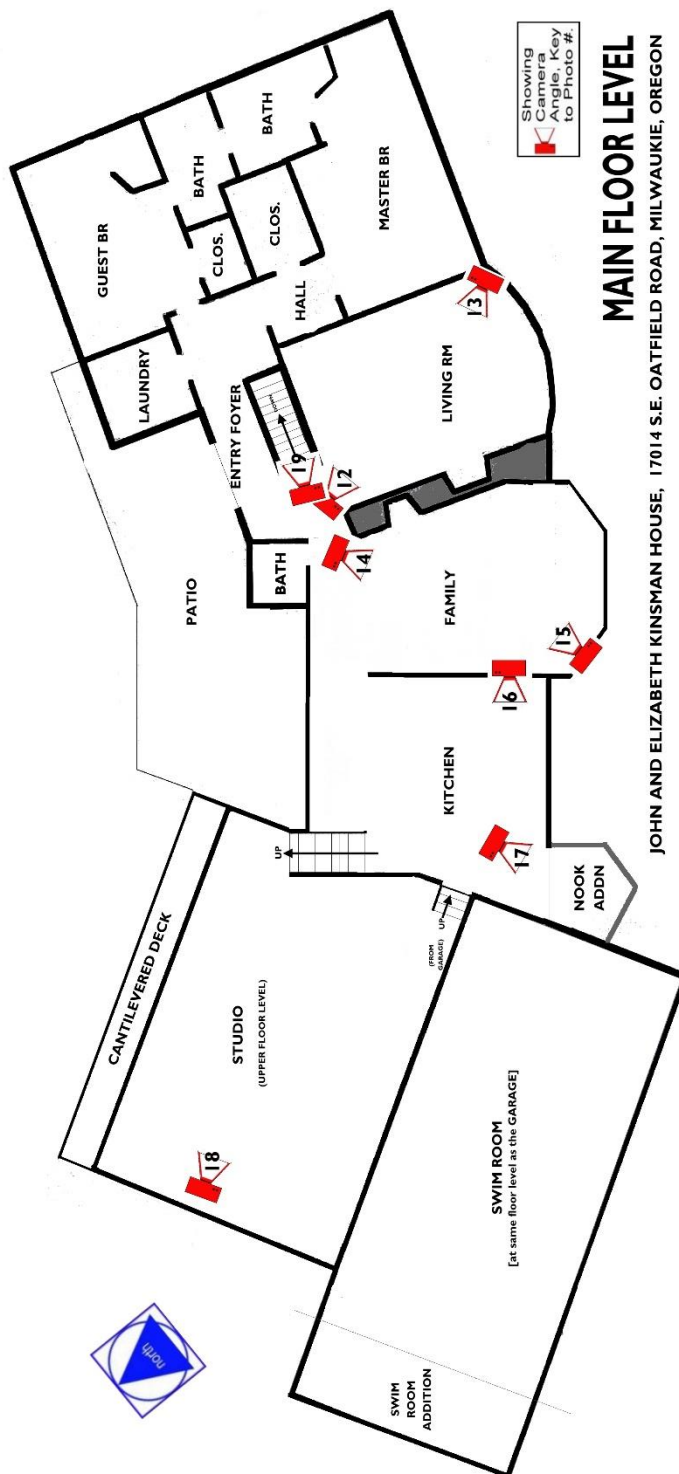 CANTILEVERED DECK
STUDIO
(UPPER FLOOR LEVEL)
18
north
SWIM
ROOM
ADDITION
SWIM ROOM
[at same floor level as the GARAGE]
(FROM
GARAGE)
UP
UP
PATIO
KITCHEN
17
NOOK
ADDN
16
15
FAMILY
BATH
14
12
19
DOWN
ENTRY FOYER
LAUNDRY
GUEST BR
BATH
BATH
CLOS.
CLOS.
HALL
MASTER BR
LIVING RM
13
Showing
Camera
Angle, Key
to Photo #.
MAIN FLOOR LEVEL
JOHN AND ELIZABETH KINSMAN HOUSE, 17014 S.E. OATFIELD ROAD, MILWAUKIE, OREGON